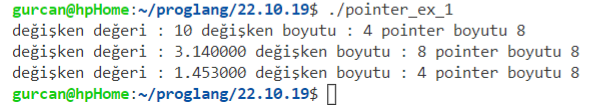 gurcan@hpHome:~/proglang/22.10.19$ ./pointer_ex_1
değişken değeri : 10 değişken boyutu : 4 pointer boyutu 8
değişken değeri : 3.140000 değişken boyutu : 8 pointer boyutu 8
değişken değeri : 1.453000 değişken boyutu : 4 pointer boyutu 8
gurcan@hpHome:~/proglang/22.10.19$